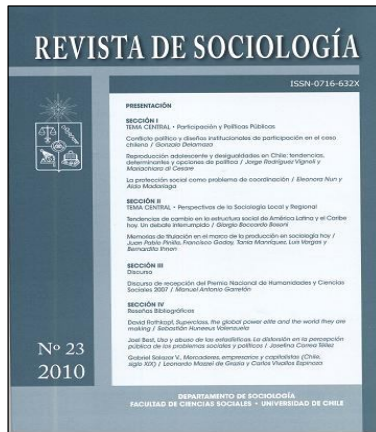 REVISTA DE SOCIOLOGÍA
ISSN-0716-632X
PRESENTACIÓN
SECCIÓN I
TEMA CENTRAL • Participación y Políticas Públicas
Conflicto político y diseños institucionales de participación en el caso
chileno / Gonzalo Delamaza
Reproducción adolescente y desigualdades en Chile: tendencias,
determinantes y opciones de política / Jorge Rodríguez Vignoli y
Mariachiara di Cesare
La protección social como problema de coordinación / Eleonora Nun y
Aldo Madariaga
SECCIÓN II
TEMA CENTRAL • Perspectivas de la Sociología Local y Regional
Tendencias de cambio en la estructura social de América Latina y el Caribe
hoy. Un debate interrumpido / Giorgio Boccardo Bosoni
Memorias de titulación en el marco de la producción en sociología hoy /
Juan Pablo Pinilla, Francisco Godoy, Tania Manríquez, Luis Vargas y
Bernardita Ihnen
SECCIÓN III
Discurso
Discurso de recepción del Premio Nacional de Humanidades y Ciencias
Sociales 2007 / Manuel Antonio Garretón
SECCIÓN IV
Reseñas Bibliográficas
David Rothkopf, Superclass, the global power elite and the world they are
making / Sebastián Huneeus Valenzuela
Joel Best, Uso y abuso de las estadísticas. La distorsión en la percepción
pública de los problemas sociales y políticos / Josefina Correa Téllez
Gabriel Salazar V., Mercaderes, empresarios y capitalistas (Chile,
siglo XIX) / Leonardo Mazzei de Grazia y Carlos Vivallos Espinoza
Nº 23
2010
DEPARTAMENTO DE SOCIOLOGÍA
FACULTAD DE CIENCIAS SOCIALES • UNIVERSIDAD DE CHILE